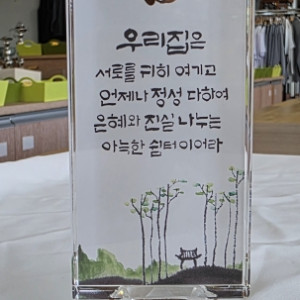 우리집은
서로를 귀히 여기고
언제나 정성 다하여
은혜와 진실 나누는
아늑한 쉼터이어라